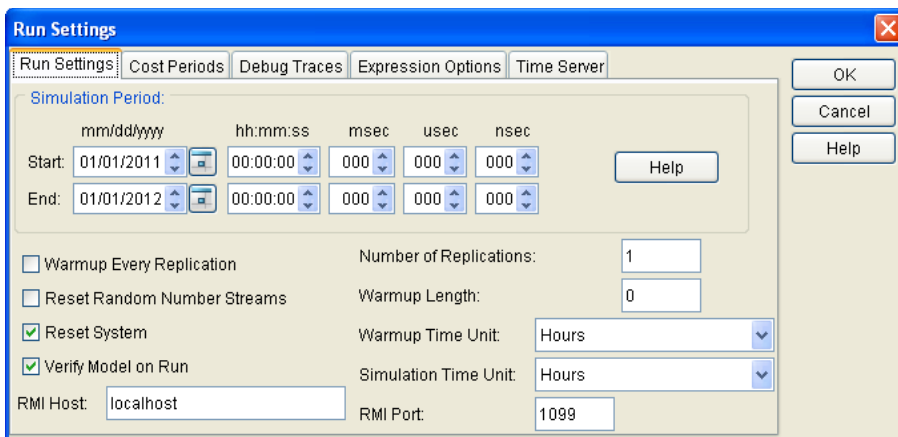 Run Settings
Run Settings Cost Periods Debug Traces Expression Options Time Server
OK
Cancel
Help
Simulation Period:
mm/dd/yyyy hh:mm:ss msec usec nsec
Start: 01/01/2011 00:00:00 000 000 000
Help
End: 01/01/2012 00:00:00 000 000 000
Warmup Every Replication
Reset Random Number Streams
Reset System
Verify Model on Run
RMI Host: localhost
Number of Replications: 1
Warmup Length: 0
Warmup Time Unit: Hours
Simulation Time Unit: Hours
RMI Port: 1099